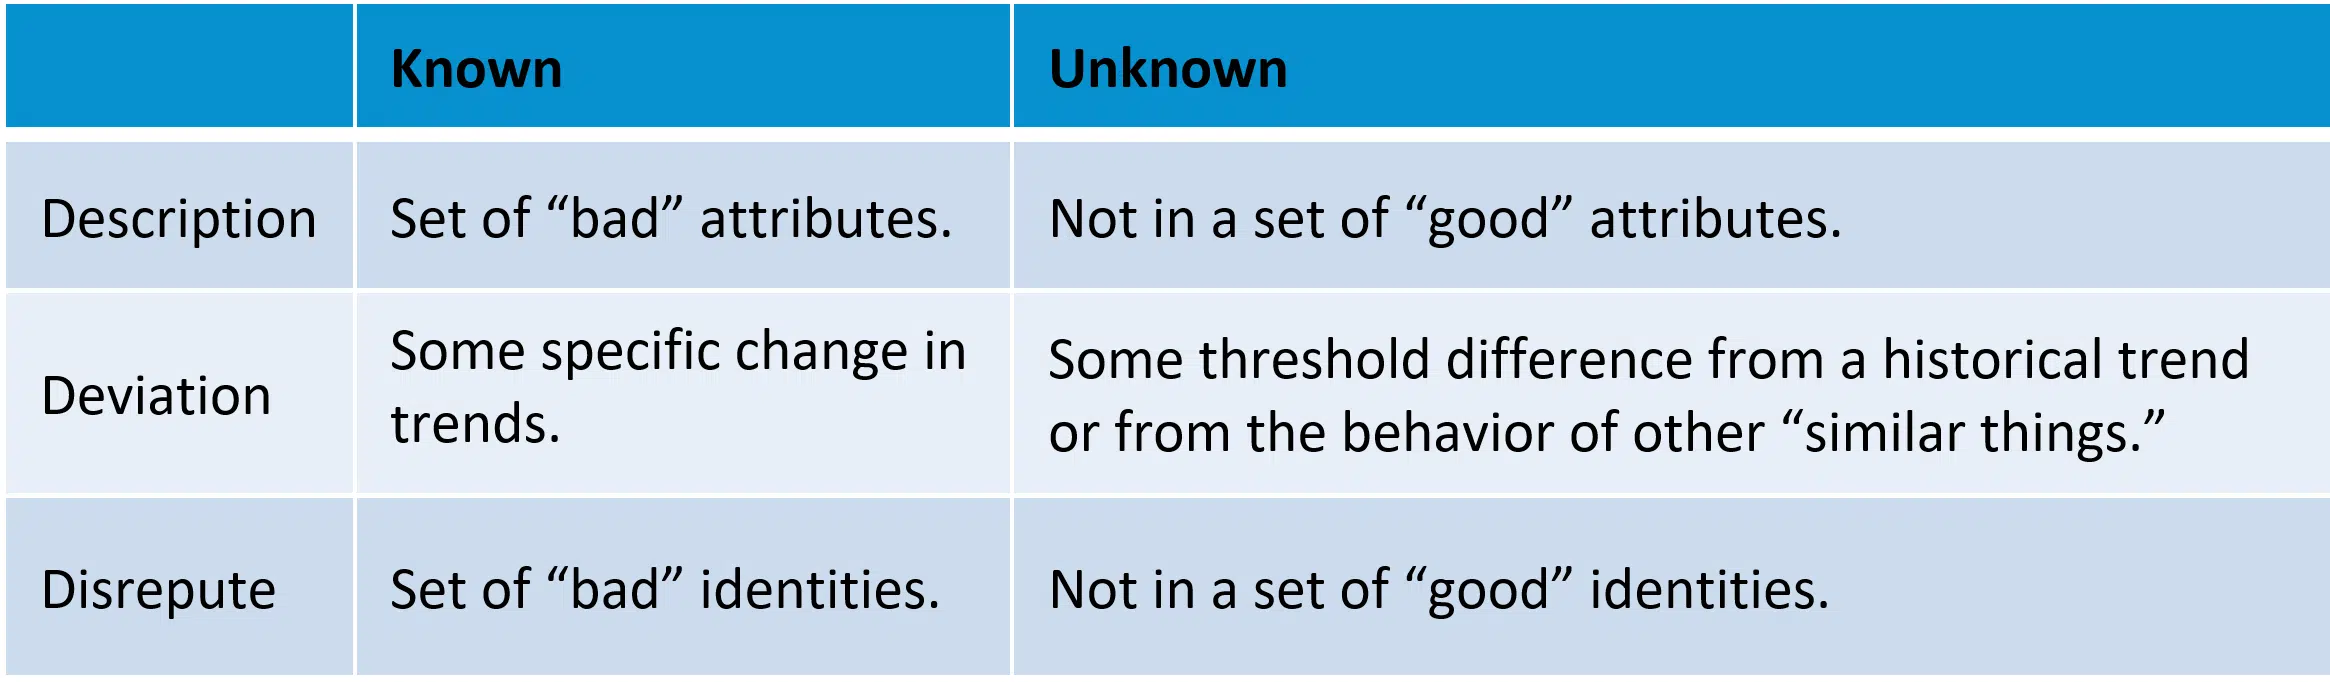 Known
Unknown
Description
Set of “bad” attributes.
Not in a set of “good” attributes.
Deviation
Some specific change in
trends.
Some threshold difference from a historical trend
or from the behavior of other “similar things.”
Disrepute
Set of “bad” identities.
Not in a set of “good” identities.